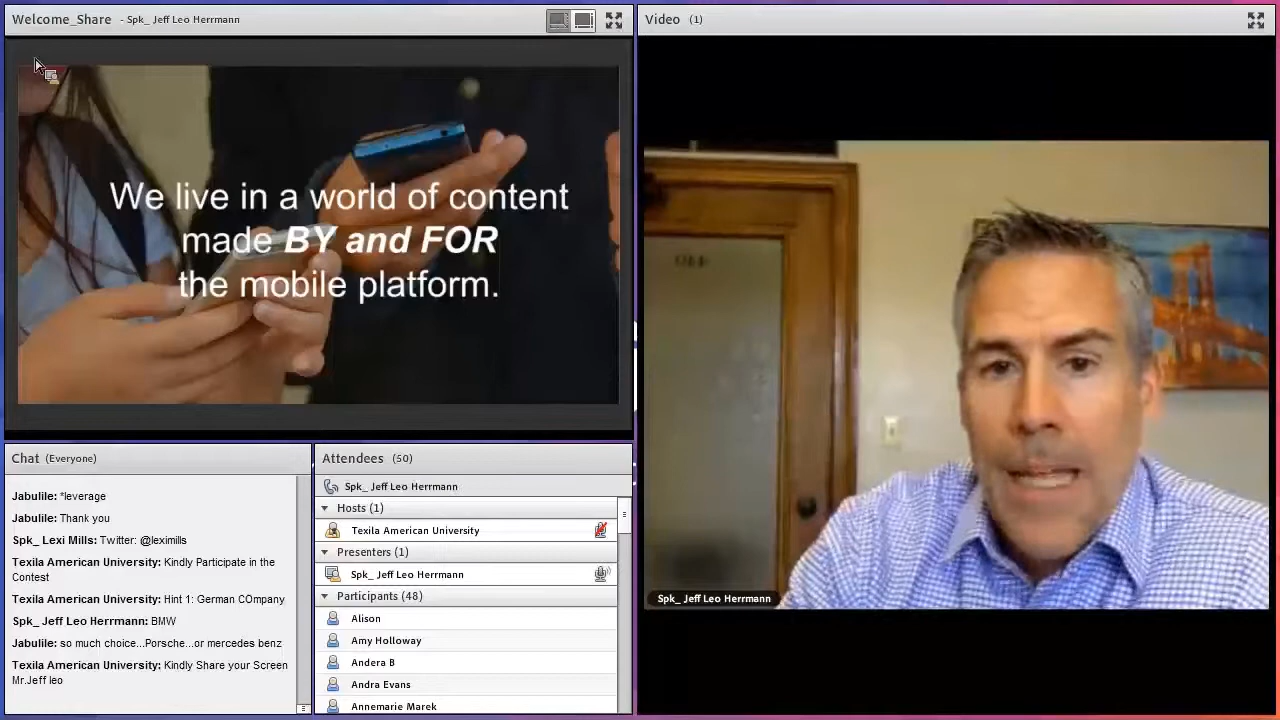 Welcome_Share - Spk_ Jeff Leo Herrmann
We live in a world of content
made BY and FOR
the mobile platform.
Video (1)
Spk_ Jeff Leo Herrmann
Chat (Everyone)
Jabulile: *leverage
Jabulile: Thank you
Spk_ Lexi Mills: Twitter: @leximills
Texila American University: Kindly Participate in the
Contest
Texila American University: Hint 1: German COmpany
Spk_ Jeff Leo Herrmann: BMW
Jabulile: so much choice...Porsche...or mercedes benz
Texila American University: Kindly Share your Screen
Mr.Jeff leo
Attendees (50)
Spk_ Jeff Leo Herrmann
Hosts (1)
Texila American University
Presenters (1)
Spk_ Jeff Leo Herrmann
Participants (48)
Alison
Amy Holloway
Andera B
Andra Evans
Annemarie Marek